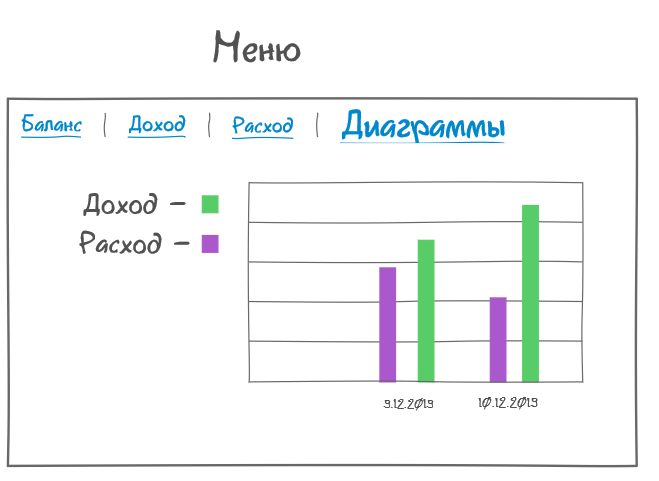 Меню
Баланс | Доход | Расход | Диаграммы
Доход -
Расход -
9.12.2019 10.12.2019